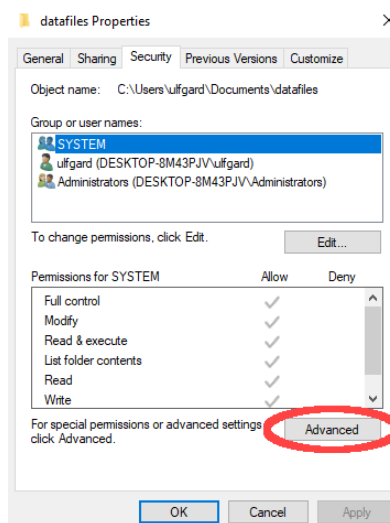 datafiles Properties
General Sharing Security Previous Versions Customize
Object name: C:\Users\ulfgard\Documents\datafiles
Group or user names:
SYSTEM
ulfgard (DESKTOP-8M43PJV\ulfgard)
Administrators (DESKTOP-8M43PJV\Administrators)
To change permissions, click Edit.
Edit...
Permissions for SYSTEM Allow Deny
Full control
Modify
Read & execute
List folder contents
Read
Write
For special permissions or advanced settings,
click Advanced.
Advanced
OK Cancel Apply